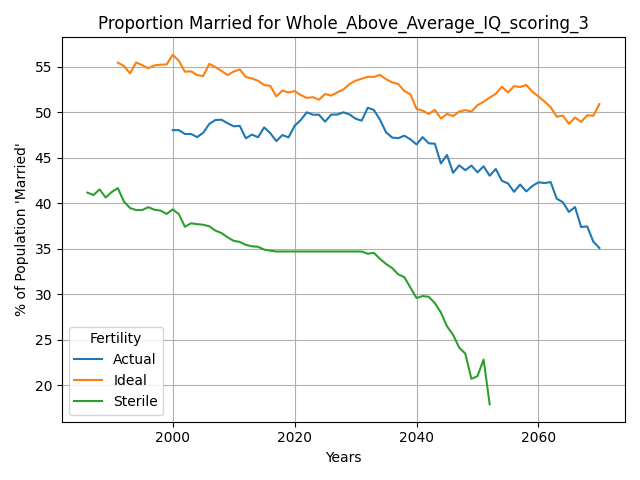 Proportion Married for Whole_Above_Average_IQ_scoring_3
% of Population 'Married'
55
50
45
40
35
30
25
20
Fertility
Actual
Ideal
Sterile
2000 2020 2040 2060
Years